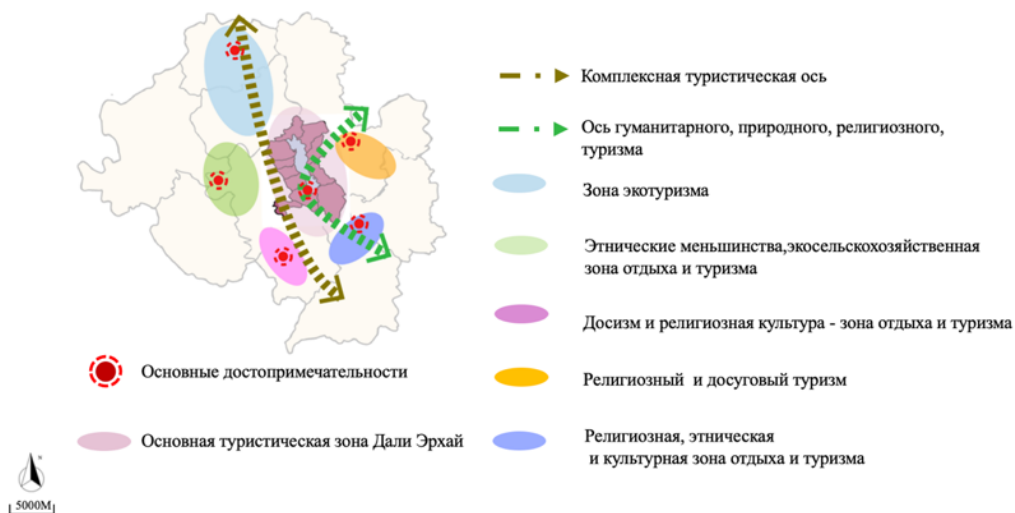 Комплексная туристическая ось
Ось гуманитарного, природного, религиозного,
туризма
Зона экотуризма
Этнические меньшинства,экосельскохозяйственная
зона отдыха и туризма
Досизм и религиозная культура - зона отдыха и туризма
Основные достопримечательности
Религиозный и досуговый туризм
Основная туристическая зона Дали Эрхай
Религиозная, этническая
и культурная зона отдыха и туризма
N
5000M